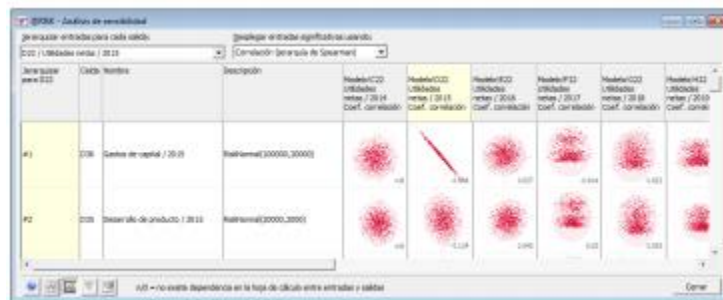 @RISK - Análisis de sensibilidad
Jerarquizar entradas para cada salida:
Desplegar entradas significativas usando:
D22 / Utilidades netas / 2015
Correlación (Jerarquía de Spearman)
Jerarquizar para D22
Celda
Nombre
Descripción
Modelo!C22 Utilidades netas / 2014 Coef. correlación
Modelo!D22 Utilidades netas / 2015 Coef. correlación
Modelo!E22 Utilidades netas / 2016 Coef. correlación
Modelo!F22 Utilidades netas / 2017 Coef. correlación
Modelo!G22 Utilidades netas / 2018 Coef. correlación
Modelo!H22 Utilidades netas / 2019 Coef. correl
#1
D36
Gastos de capital / 2015
RiskNormal(100000,20000)
n/d
#2
D35
Desarrollo de producto / 2015
n/d
n/d = no existe dependencia en la hoja de cálculo entre entradas y salidas
Cerrar